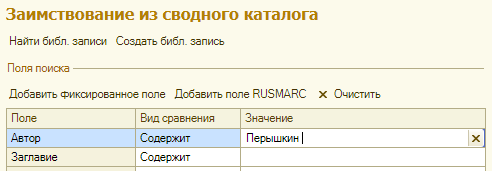 Заимствование из сводного каталога
Найти библ. записи Создать библ. запись
Поля поиска
Добавить фиксированное поле Добавить поле RUSMARC × Очистить
Поле Вид сравнения Значение
Автор Содержит Перышкин ×
Заглавие Содержит